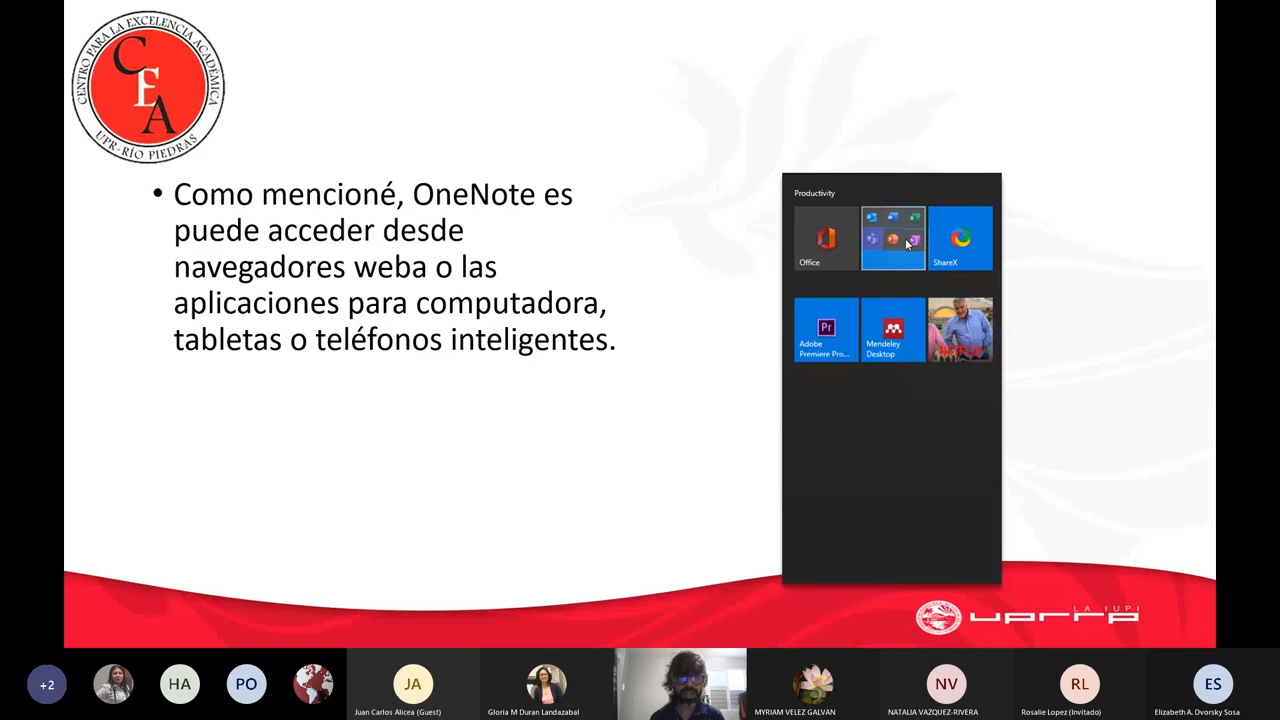 CENTRO PARA LA EXCELENCIA ACADÉMICA
CEA
UPR-RÍO PIEDRAS
• Como mencioné, OneNote es
puede acceder desde
navegadores weba o las
aplicaciones para computadora,
tabletas o teléfonos inteligentes.
Productivity
Office
ShareX
Pr
Adobe
Premiere Pro...
Mendeley
Desktop
LA IUPI
uprrp
+2
HA
PO
JA
Juan Carlos Alicea (Guest)
Gloria M Duran Landazabal
MYRIAM VELEZ GALVAN
NV
NATALIA VAZQUEZ-RIVERA
RL
Rosalie Lopez (Invitado)
ES
Elizabeth A. Dvorsky Sosa